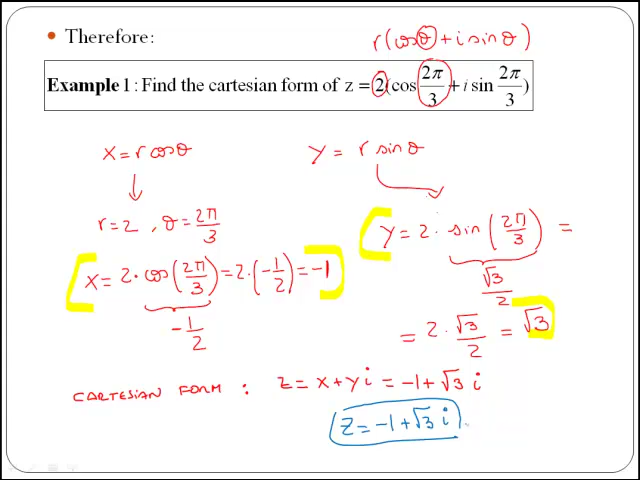 • Therefore:
r(cosθ + i sinθ)
Example 1: Find the cartesian form of z = 2(cos 2π/3 + i sin 2π/3)
x = r cosθ
y = r sinθ
r = 2 , θ = 2π/3
y = 2 · sin(2π/3) =
√3/2
x = 2 · cos(2π/3) = 2 · (-1/2) = -1
-1/2
= 2 · √3/2 = √3
CARTESIAN FORM : z = x + y i = -1 + √3 i
z = -1 + √3 i